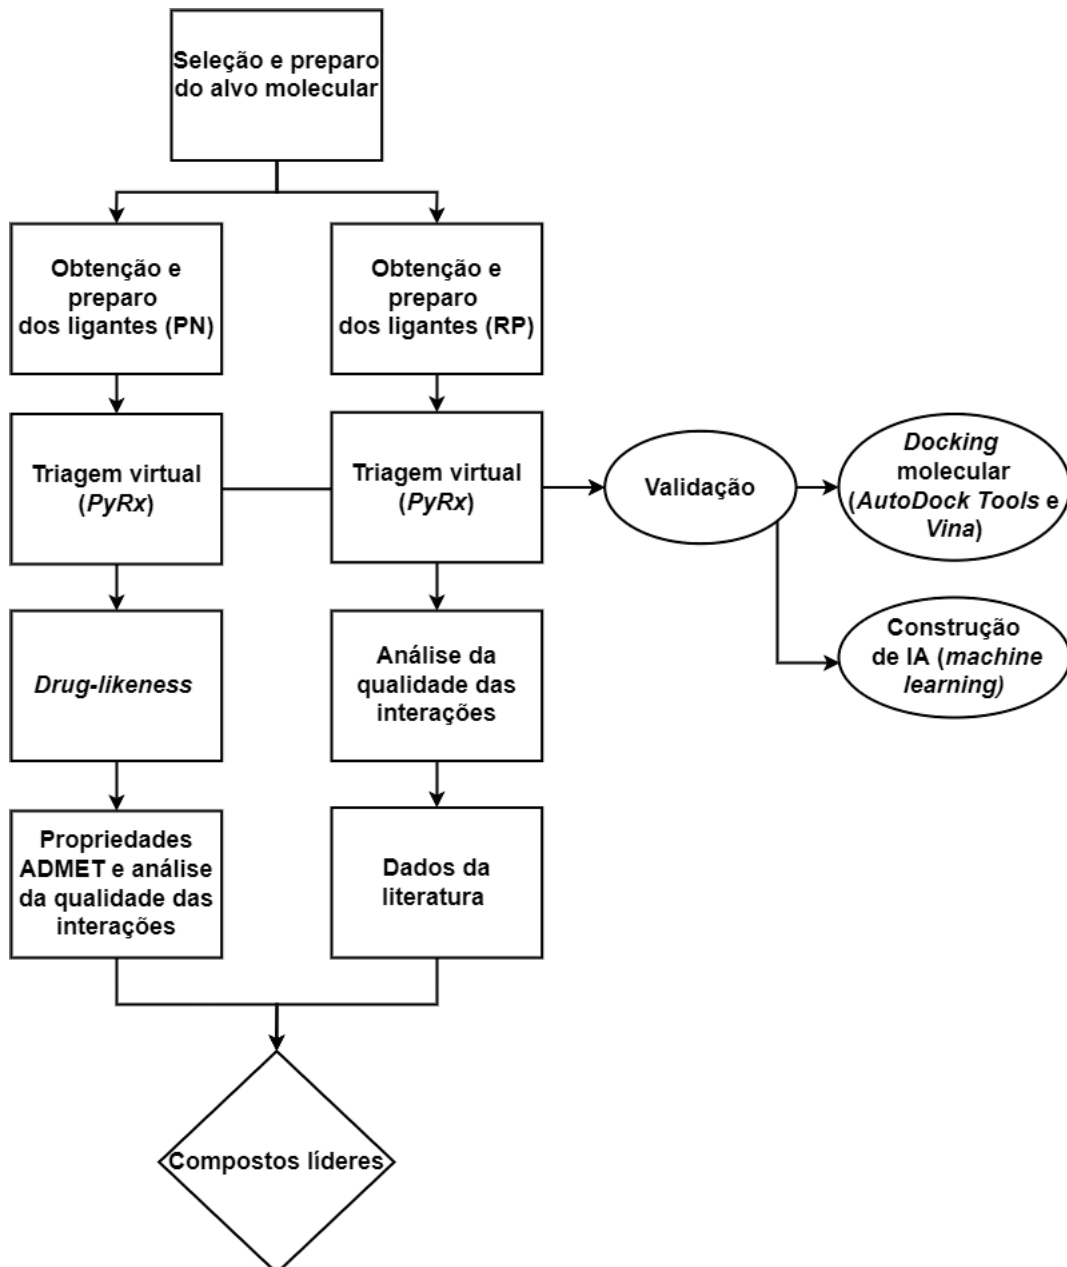 Seleção e preparo
do alvo molecular
Obtenção e
preparo
dos ligantes (PN)
Obtenção e
preparo
dos ligantes (RP)
Triagem virtual
(PyRx)
Triagem virtual
(PyRx)
Validação
Docking
molecular
(AutoDock Tools e
Vina)
Construção
de IA (machine
learning)
Drug-likeness
Análise da
qualidade das
interações
Propriedades
ADMET e análise
da qualidade das
interações
Dados da
literatura
Compostos líderes